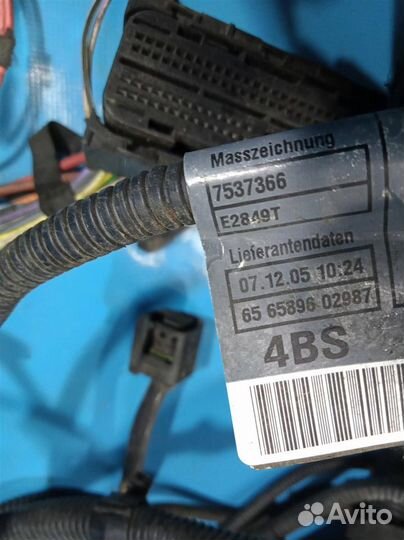 Masszeichnung
7537366
E2849T
Lieferantendaten
07.12.05 10:24
65 65896 02987
4BS
Avito